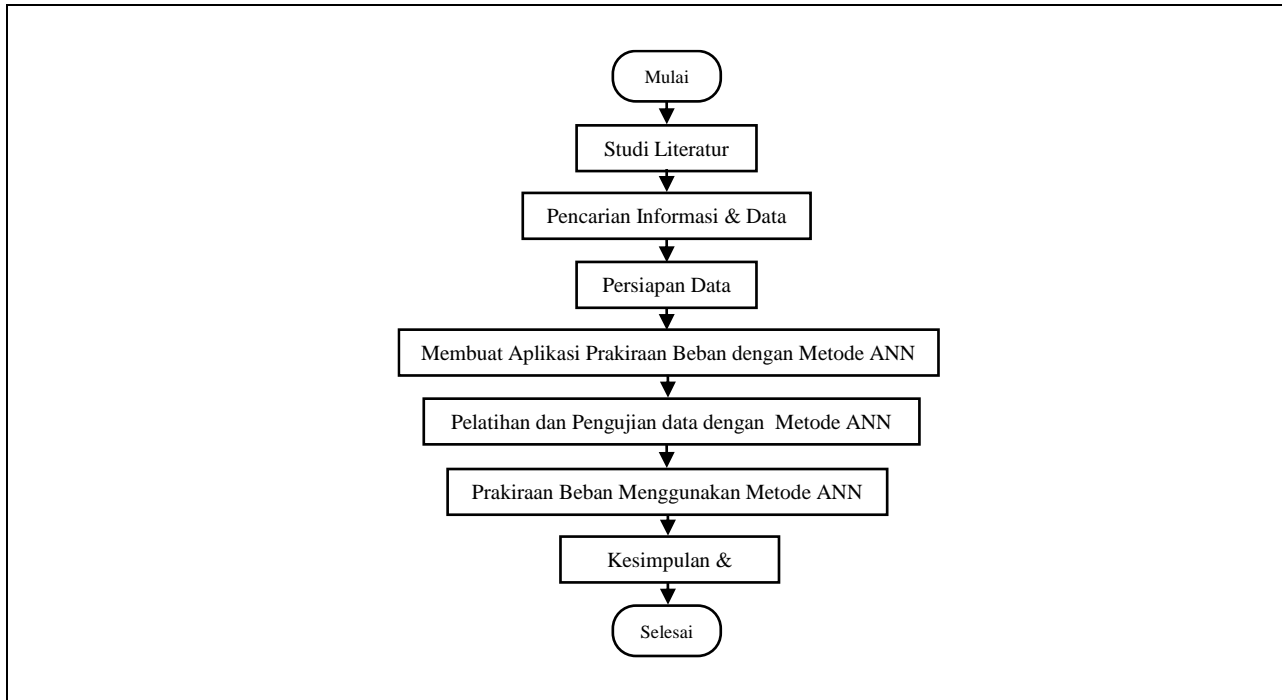 Mulai
Studi Literatur
Pencarian Informasi & Data
Persiapan Data
Membuat Aplikasi Prakiraan Beban dengan Metode ANN
Pelatihan dan Pengujian data dengan  Metode ANN
Prakiraan Beban Menggunakan Metode ANN
Kesimpulan &
Selesai